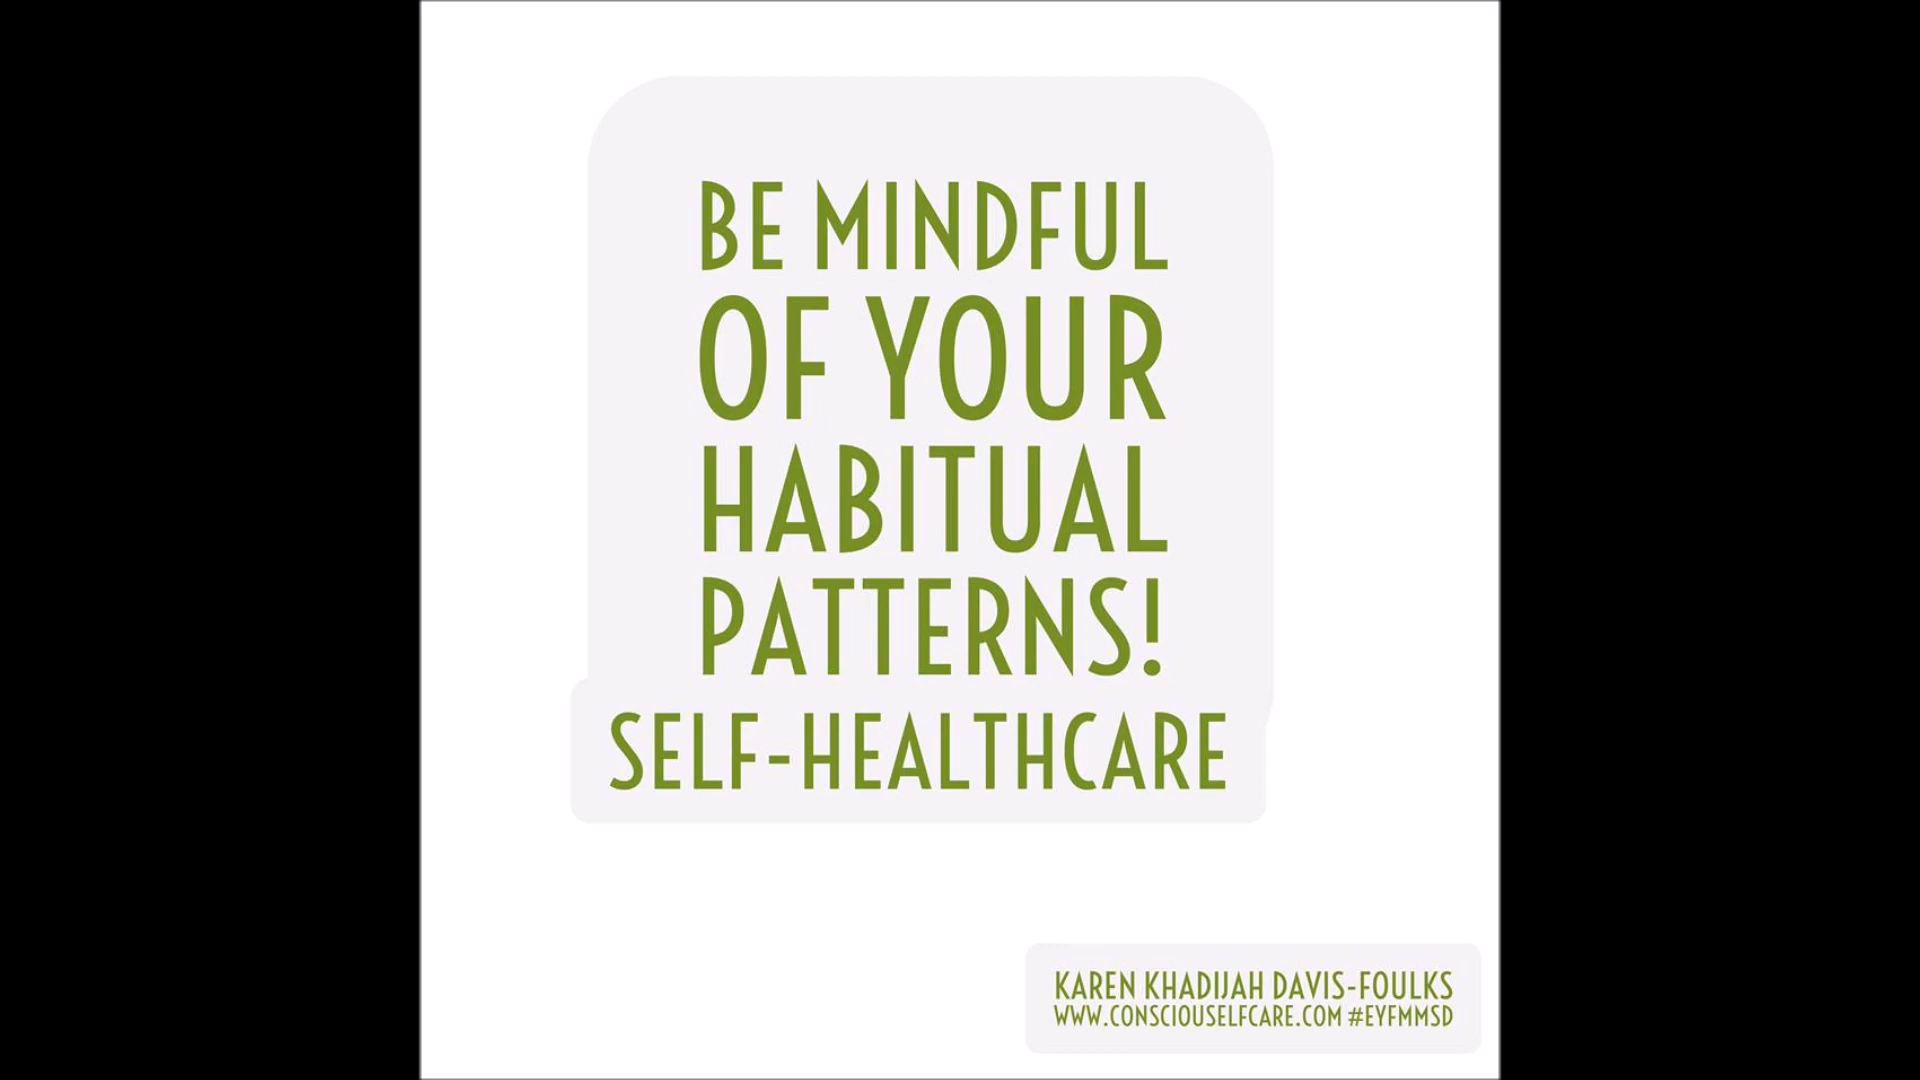 BE MINDFUL
OF YOUR
HABITUAL
PATTERNS!
SELF-HEALTHCARE
KAREN KHADIJAH DAVIS-FOULKS
WWW.CONSCIOUSELFCARE.COM #EYFMMSD